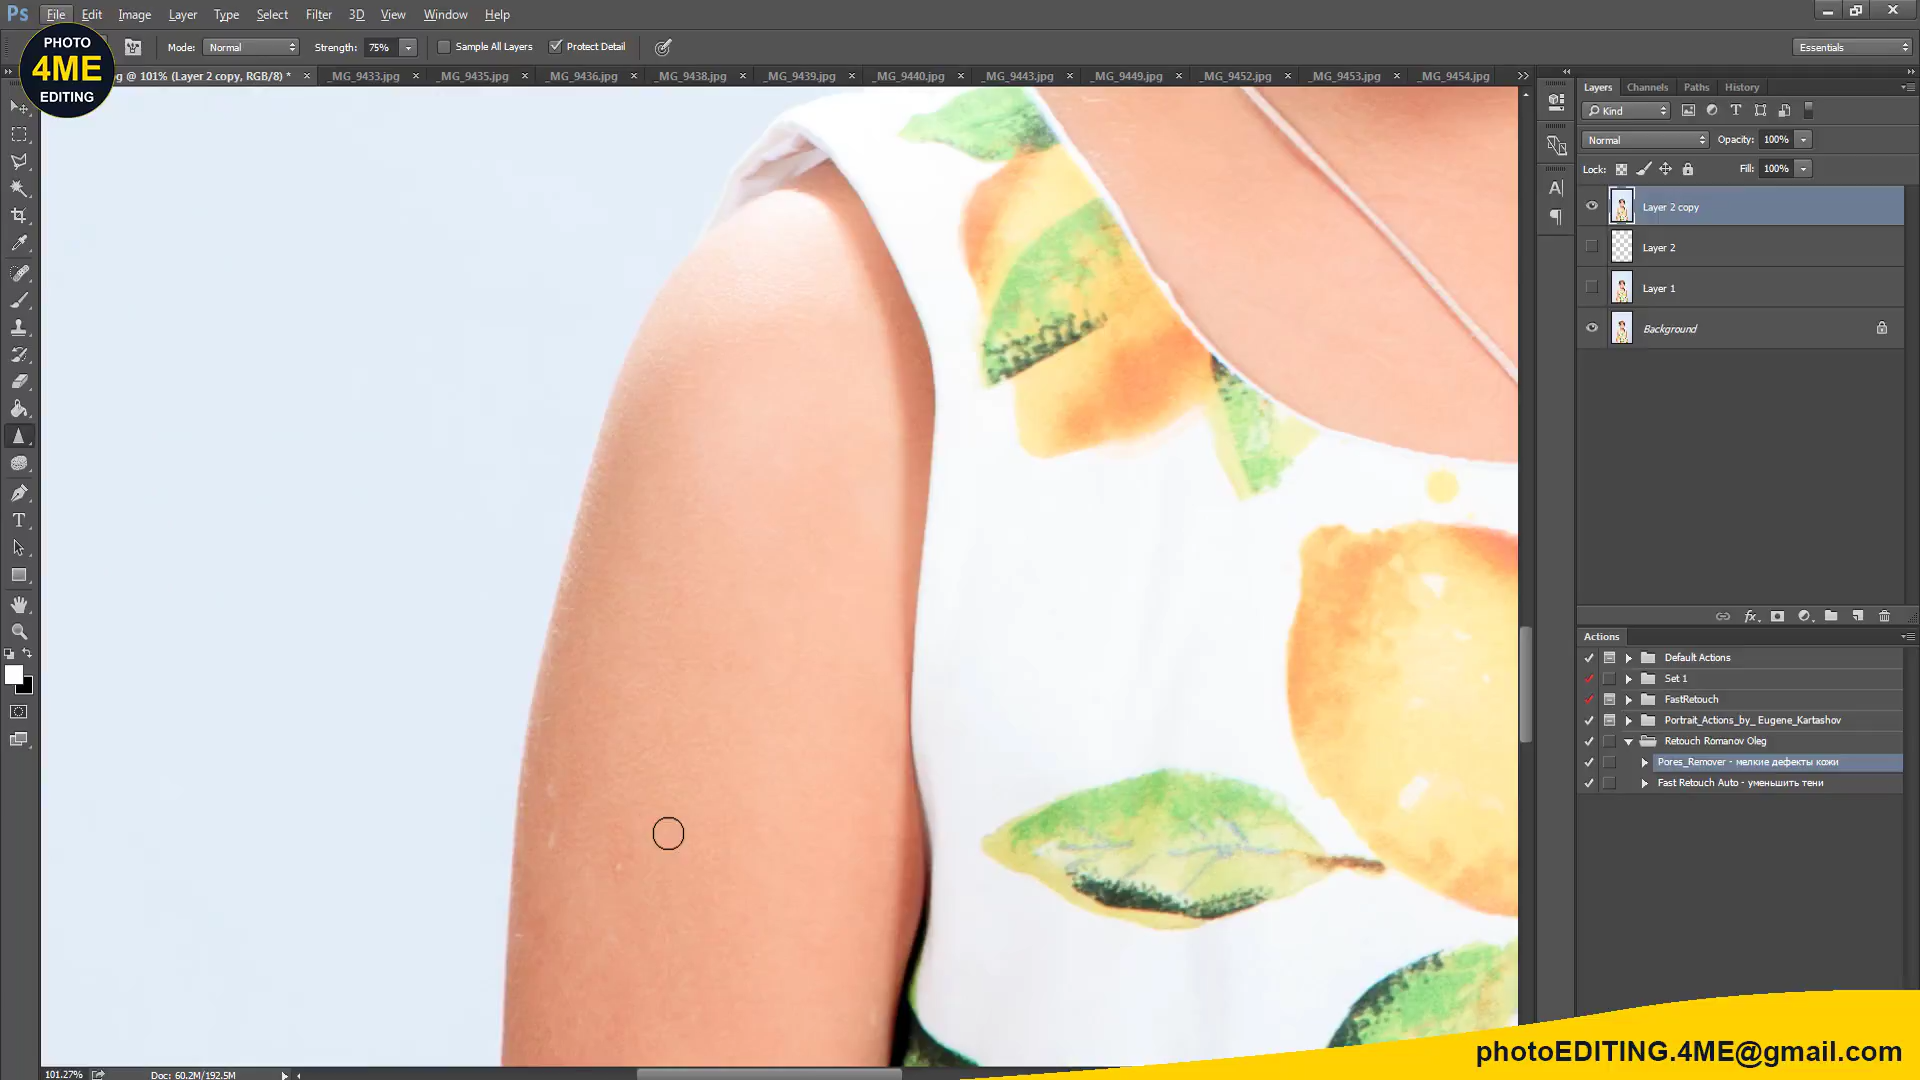 Ps File Edit Image Layer Type Select Filter 3D View Window Help
PHOTO
4ME
EDITING
Mode: Normal Strength: 75% Sample All Layers Protect Detail Essentials
g @ 101% (Layer 2 copy, RGB/8) * × _MG_9433.jpg × _MG_9435.jpg × _MG_9436.jpg × _MG_9438.jpg × _MG_9439.jpg × _MG_9440.jpg × _MG_9443.jpg × _MG_9449.jpg × _MG_9452.jpg × _MG_9453.jpg × _MG_9454.jpg
Layers Channels Paths History
Kind
Normal Opacity: 100%
Lock: Fill: 100%
Layer 2 copy
Layer 2
Layer 1
Background
Actions
Default Actions
Set 1
FastRetouch
Portrait_Actions_by_ Eugene_Kartashov
Retouch Romanov Oleg
Pores_Remover - мелкие дефекты кожи
Fast Retouch Auto - уменьшить тени
photoEDITING.4ME@gmail.com
101.27% Doc: 60.2M/192.5M